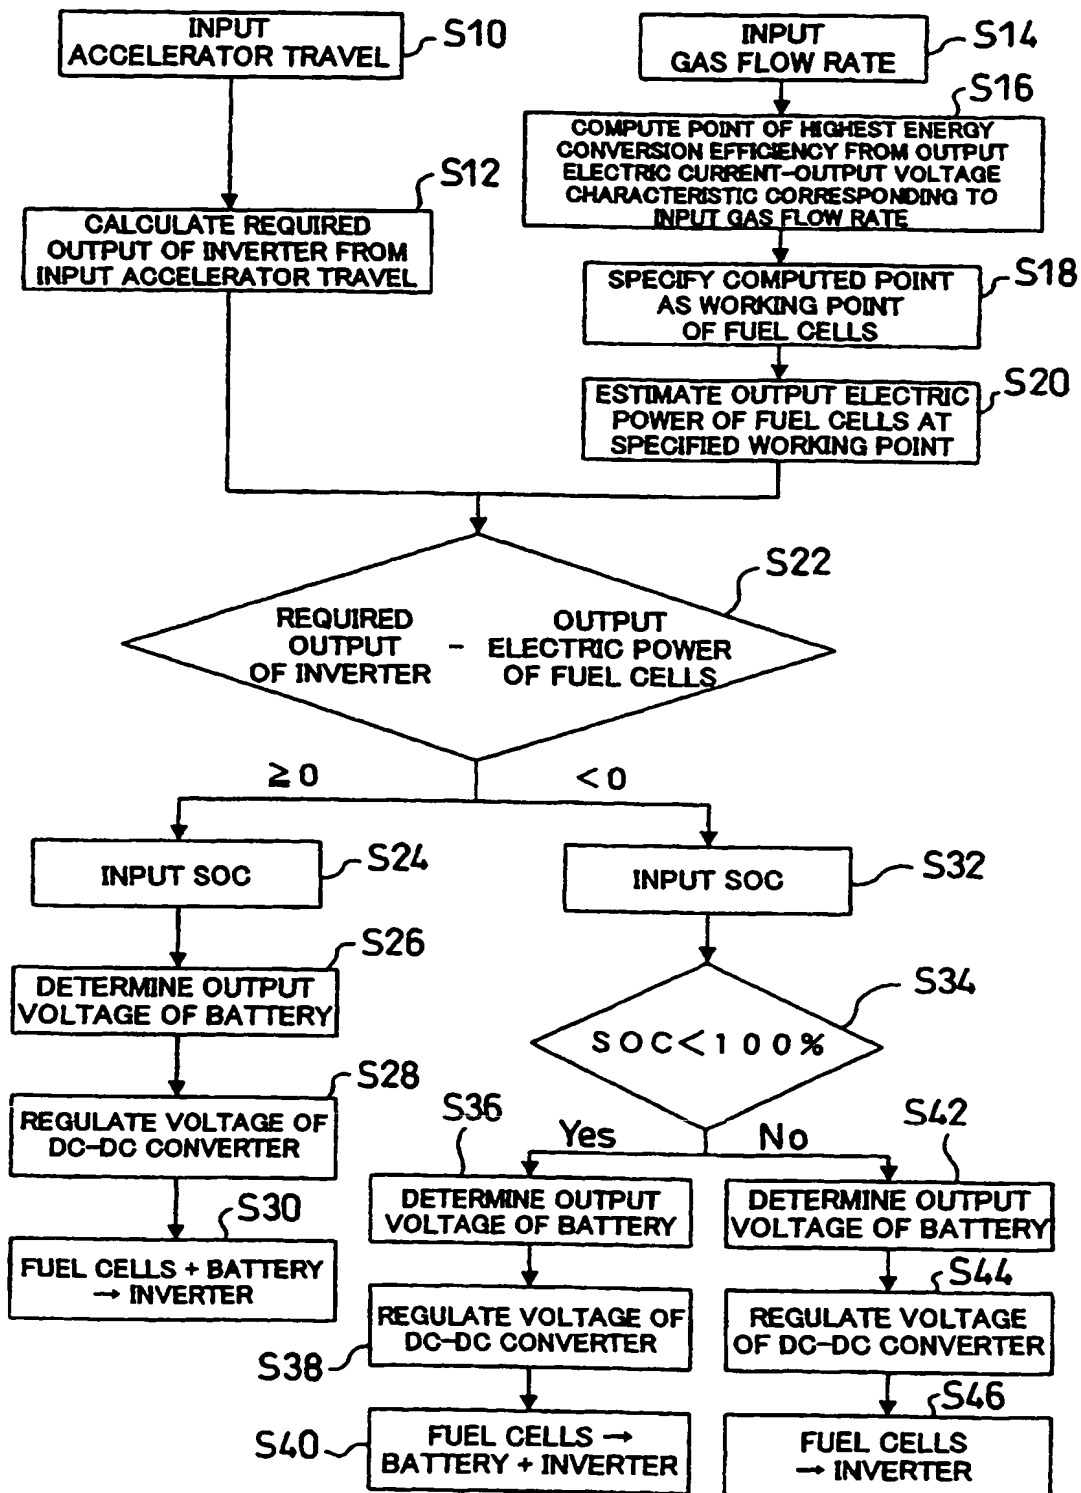 INPUT
ACCELERATOR TRAVEL
S10
INPUT
GAS FLOW RATE
S14
S16
COMPUTE POINT OF HIGHEST ENERGY
CONVERSION EFFICIENCY FROM OUTPUT
ELECTRIC CURRENT-OUTPUT VOLTAGE
CHARACTERISTIC CORRESPONDING TO
INPUT GAS FLOW RATE
S12
CALCULATE REQUIRED
OUTPUT OF INVERTER FROM
INPUT ACCELERATOR TRAVEL
SPECIFY COMPUTED POINT
AS WORKING POINT
OF FUEL CELLS
S18
ESTIMATE OUTPUT ELECTRIC
POWER OF FUEL CELLS AT
SPECIFIED WORKING POINT
S20
S22
REQUIRED
OUTPUT
OF INVERTER
–
OUTPUT
ELECTRIC POWER
OF FUEL CELLS
≥0
<0
INPUT SOC
S24
INPUT SOC
S32
S26
DETERMINE OUTPUT
VOLTAGE OF BATTERY
S34
SOC<100%
S28
REGULATE VOLTAGE OF
DC-DC CONVERTER
Yes
No
S36
DETERMINE OUTPUT
VOLTAGE OF BATTERY
S42
DETERMINE OUTPUT
VOLTAGE OF BATTERY
S30
FUEL CELLS + BATTERY
→ INVERTER
REGULATE VOLTAGE OF
DC-DC CONVERTER
S38
S44
REGULATE VOLTAGE
OF DC-DC CONVERTER
S40
FUEL CELLS →
BATTERY + INVERTER
S46
FUEL CELLS
→ INVERTER